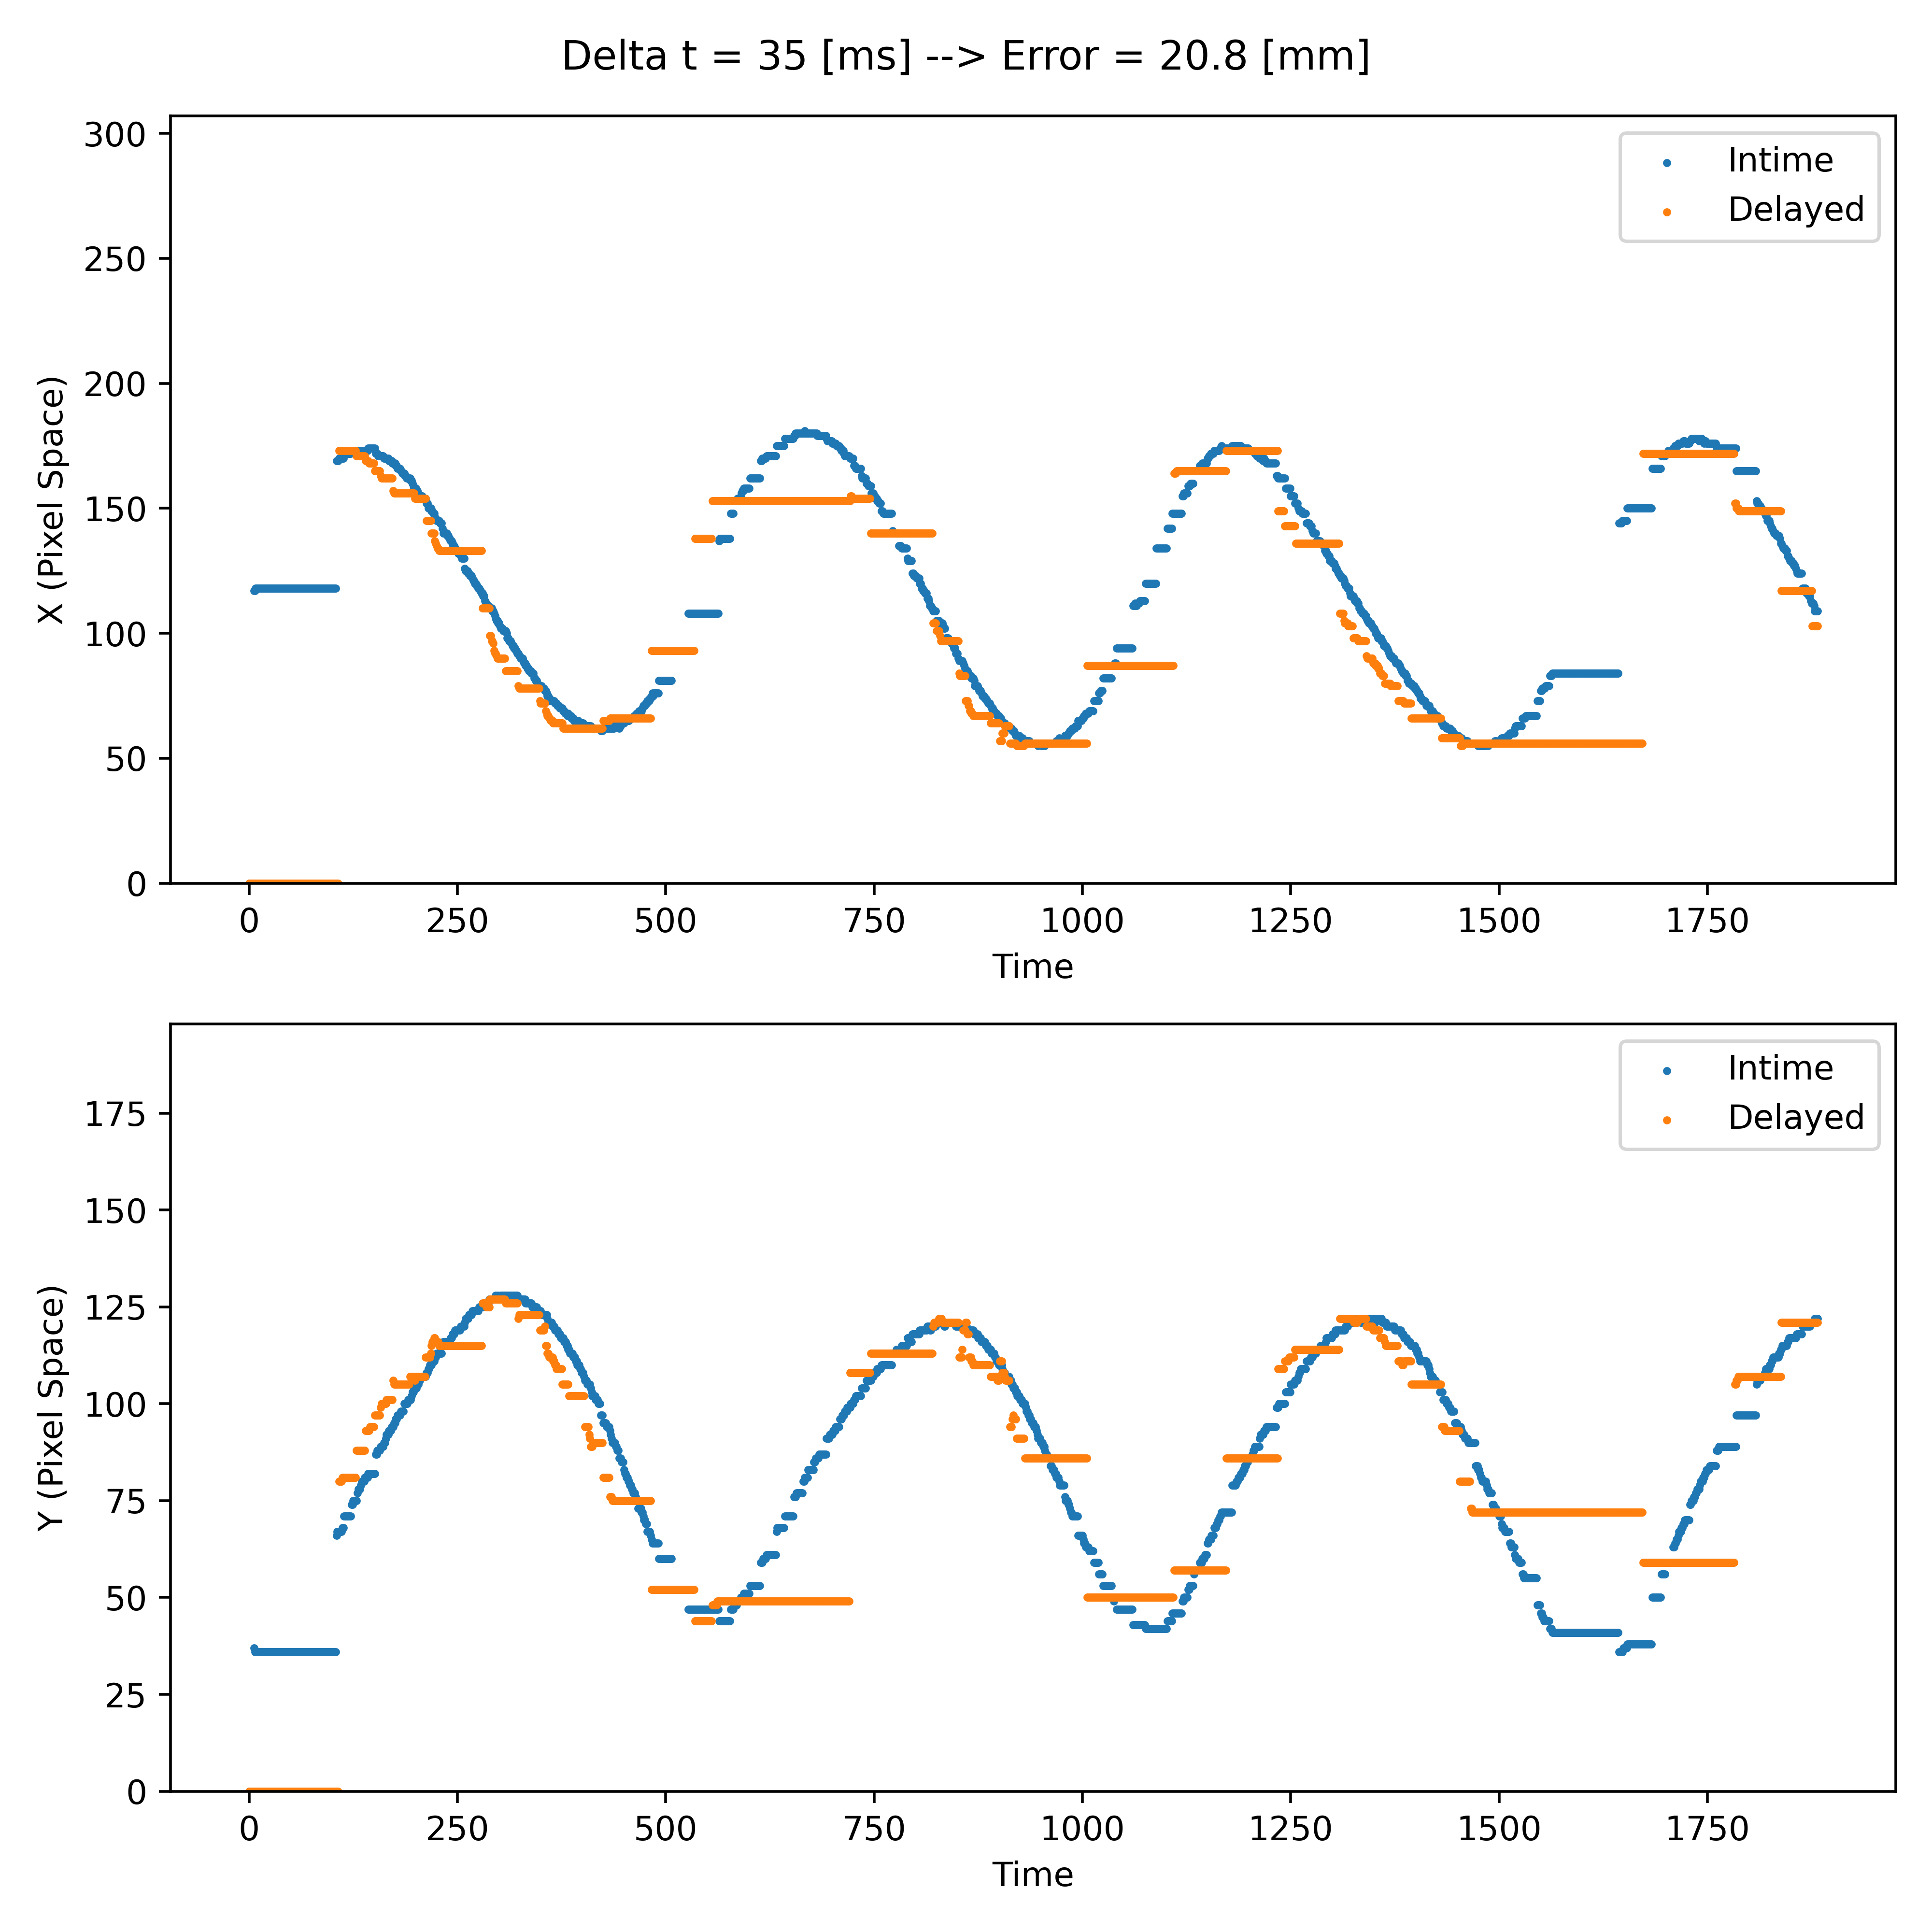 Delta t = 35 [ms] --> Error = 20.8 [mm]
300
250
200
150
100
50
0
X (Pixel Space)
Intime
Delayed
0 250 500 750 1000 1250 1500 1750
Time
175
150
125
100
75
50
25
0
Y (Pixel Space)
Intime
Delayed
0 250 500 750 1000 1250 1500 1750
Time